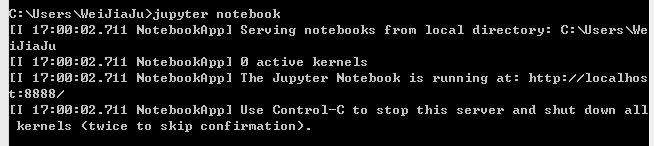 C:\Users\WeiJiaJu>jupyter notebook
[I 17:00:02.711 NotebookApp] Serving notebooks from local directory: C:\Users\We
iJiaJu
[I 17:00:02.711 NotebookApp] 0 active kernels
[I 17:00:02.711 NotebookApp] The Jupyter Notebook is running at: http://localhos
t:8888/
[I 17:00:02.711 NotebookApp] Use Control-C to stop this server and shut down all
 kernels (twice to skip confirmation).